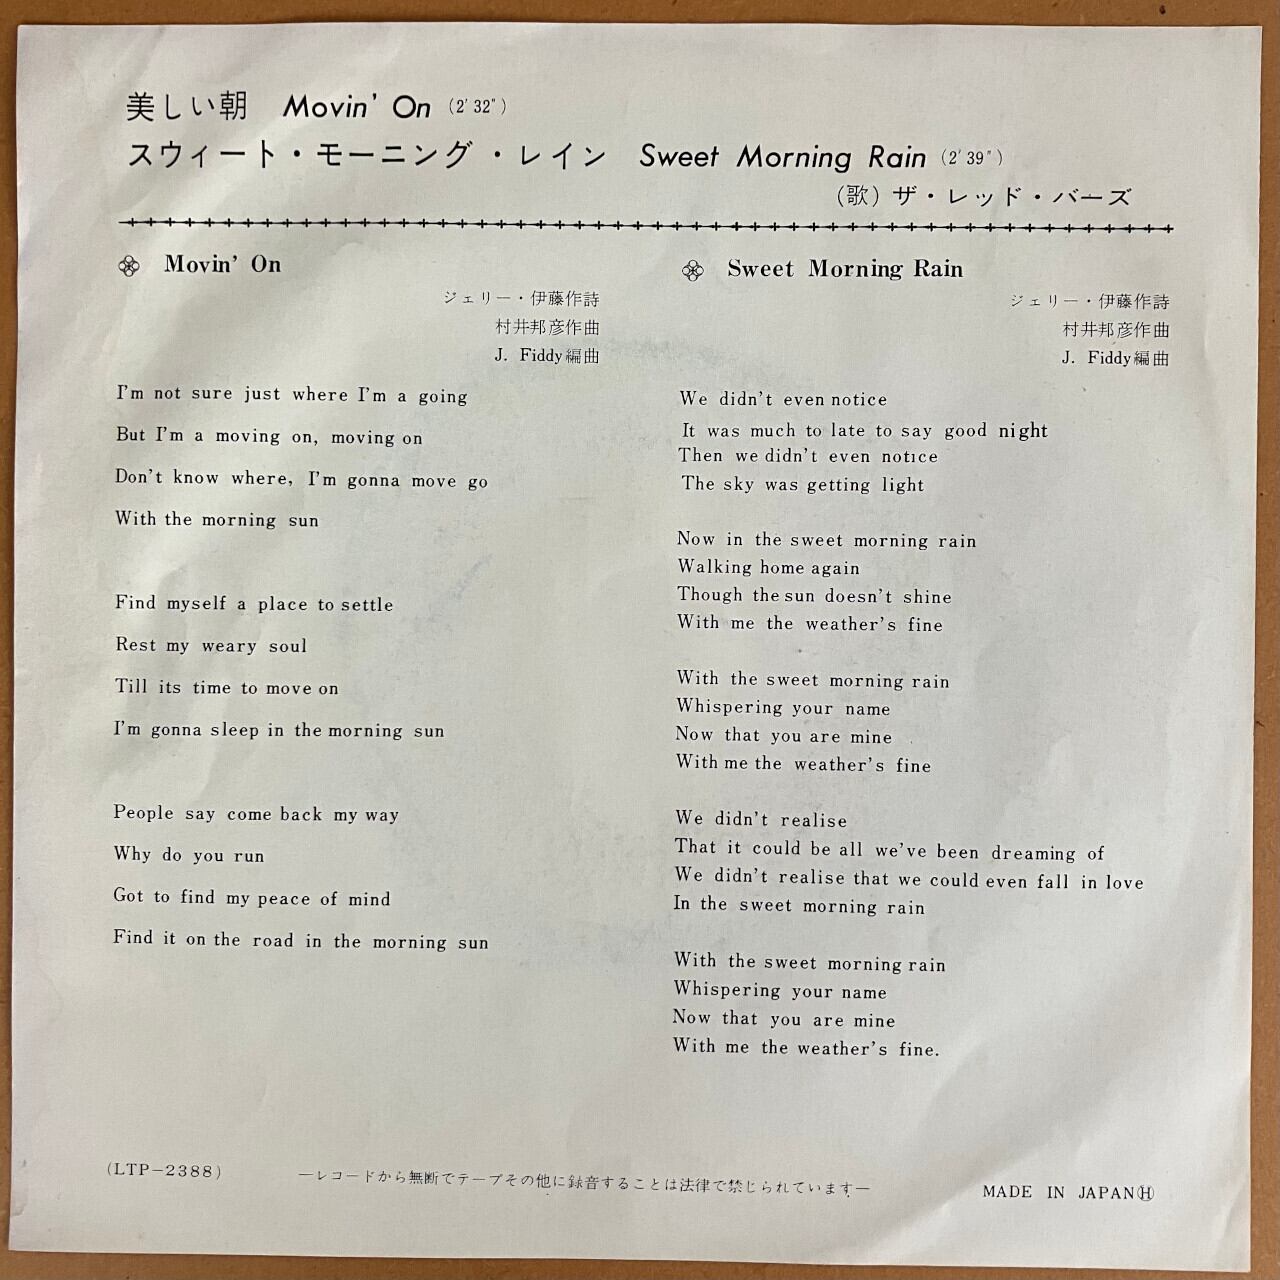 美しい朝　Movin' On (2'32")
スウィート・モーニング・レイン　Sweet Morning Rain (2'39")
(歌) ザ・レッド・バーズ
Movin' On
ジェリー・伊藤作詩
村井邦彦作曲
J. Fiddy編曲
I'm not sure just where I'm a going
But I'm a moving on, moving on
Don't know where, I'm gonna move go
With the morning sun
Find myself a place to settle
Rest my weary soul
Till its time to move on
I'm gonna sleep in the morning sun
People say come back my way
Why do you run
Got to find my peace of mind
Find it on the road in the morning sun
Sweet Morning Rain
ジェリー・伊藤作詩
村井邦彦作曲
J. Fiddy編曲
We didn't even notice
It was much to late to say good night
Then we didn't even notice
The sky was getting light
Now in the sweet morning rain
Walking home again
Though the sun doesn't shine
With me the weather's fine
With the sweet morning rain
Whispering your name
Now that you are mine
With me the weather's fine
We didn't realise
That it could be all we've been dreaming of
We didn't realise that we could even fall in love
In the sweet morning rain
With the sweet morning rain
Whispering your name
Now that you are mine
With me the weather's fine.
(LTP-2388)
—レコードから無断でテープその他に録音することは法律で禁じられています—
MADE IN JAPANⒽ